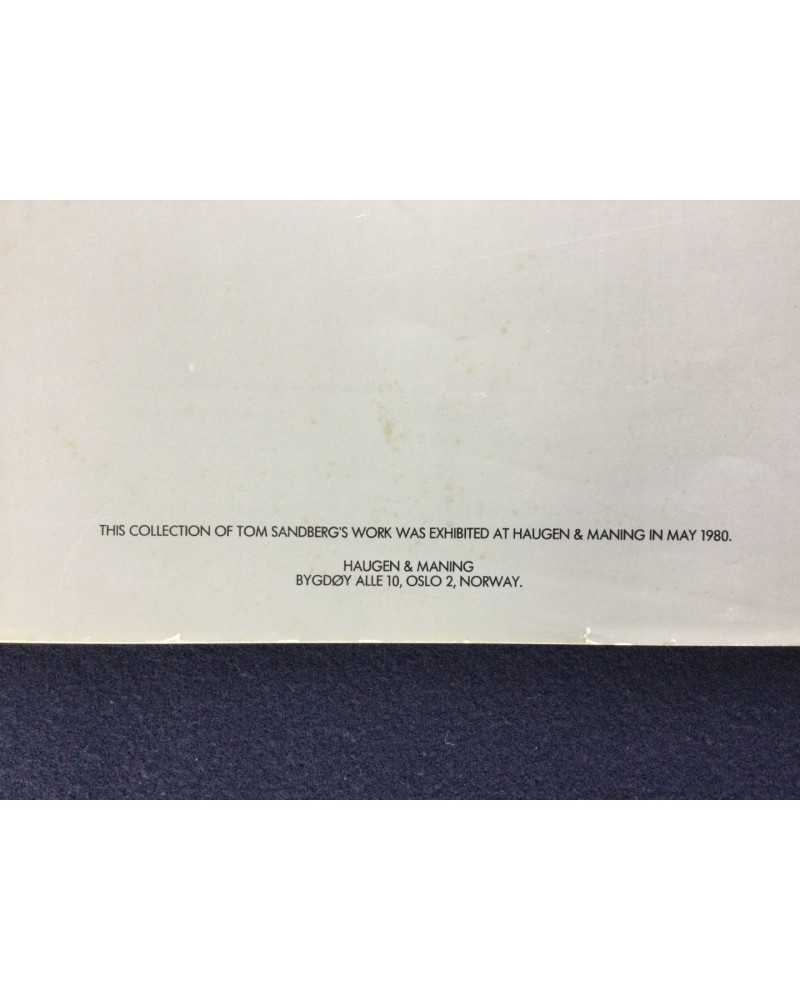 THIS COLLECTION OF TOM SANDBERG'S WORK WAS EXHIBITED AT HAUGEN & MANING IN MAY 1980.
HAUGEN & MANING
BYGDØY ALLE 10, OSLO 2, NORWAY.